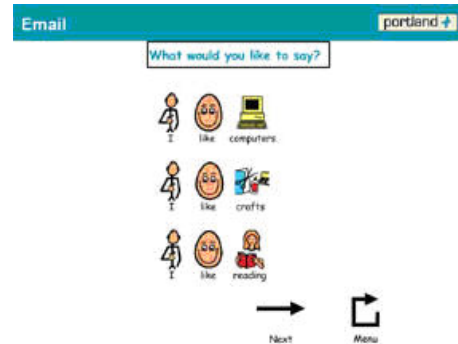 Email
portland +
What would you like to say?
I like computers
I like crafts
I like reading
Next Menu